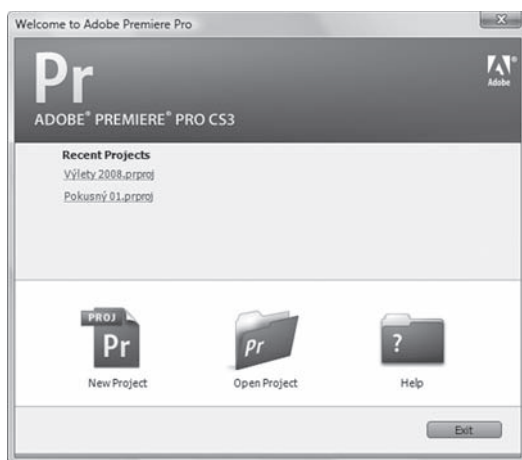 Welcome to Adobe Premiere Pro
Pr
Adobe
ADOBE® PREMIERE® PRO CS3
Recent Projects
Výlety 2008.prproj
Pokusný 01.prproj
PROJ
Pr
Pr
?
New Project
Open Project
Help
Exit